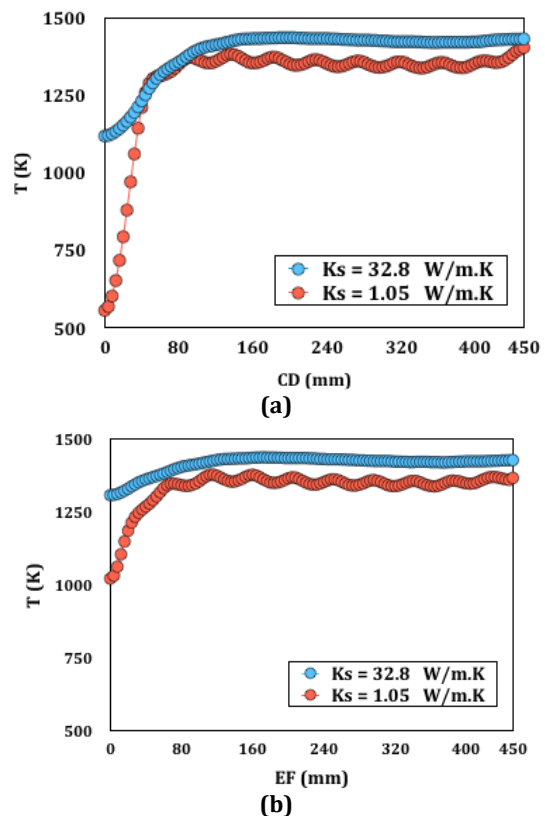 1500
1250
1000
750
500
T (K)
Ks = 32.8 W/m.K
Ks = 1.05 W/m.K
0 80 160 240 320 400 450
CD (mm)
(a)
1500
1250
1000
750
500
T (K)
Ks = 32.8 W/m.K
Ks = 1.05 W/m.K
0 80 160 240 320 400 450
EF (mm)
(b)